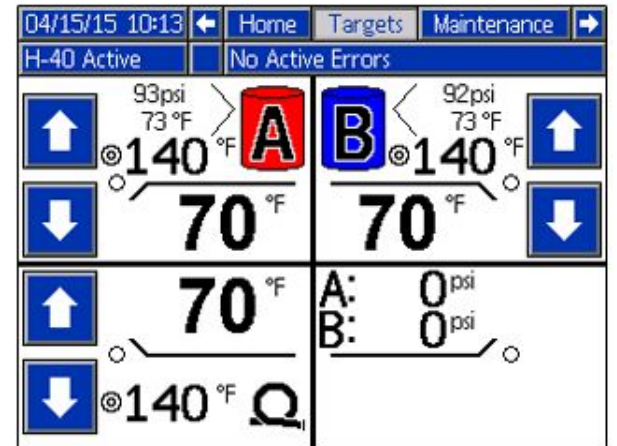 04/15/15 10:13 Home Targets Maintenance
H-40 Active No Active Errors
93psi
73 °F
140 °F A
70 °F
92psi
73 °F
B 140 °F
70 °F
70 °F
140 °F
A: 0 psi
B: 0 psi